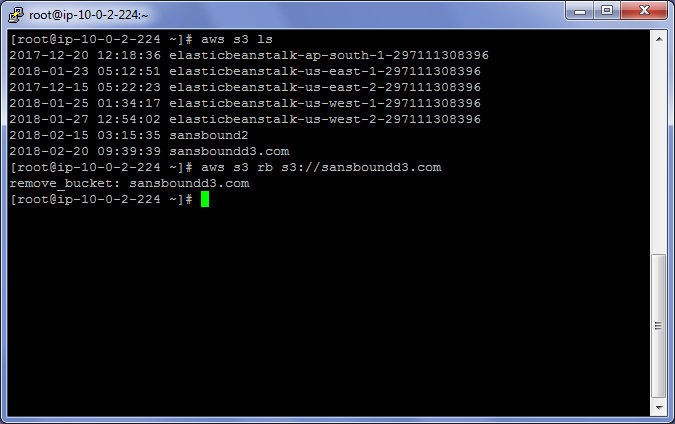 root@ip-10-0-2-224:~
[root@ip-10-0-2-224 ~]# aws s3 ls
2017-12-20 12:18:36 elasticbeanstalk-ap-south-1-297111308396
2018-01-23 05:12:51 elasticbeanstalk-us-east-1-297111308396
2017-12-15 05:22:23 elasticbeanstalk-us-east-2-297111308396
2018-01-25 01:34:17 elasticbeanstalk-us-west-1-297111308396
2018-01-27 12:54:02 elasticbeanstalk-us-west-2-297111308396
2018-02-15 03:15:35 sansbound2
2018-02-20 09:39:39 sansboundd3.com
[root@ip-10-0-2-224 ~]# aws s3 rb s3://sansboundd3.com
remove_bucket: sansboundd3.com
[root@ip-10-0-2-224 ~]#